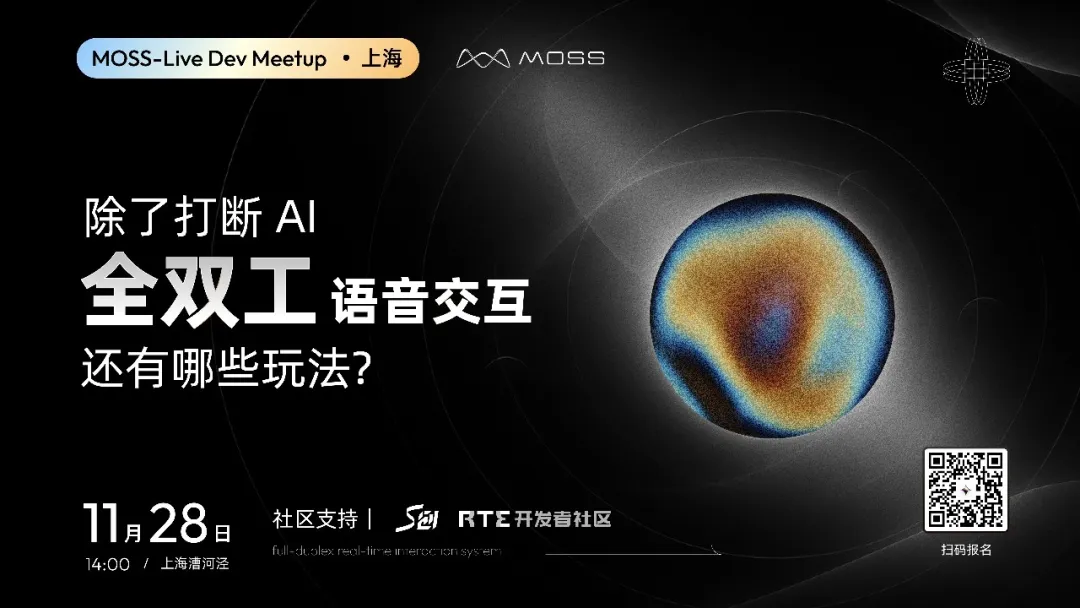 MOSS-Live Dev Meetup • 上海
MOSS
除了打断 AI
全双工 语音交互
还有哪些玩法?
11月28日
14:00 / 上海漕河泾
社区支持 |
RTE开发者社区
full-duplex real-time interaction system
扫码报名